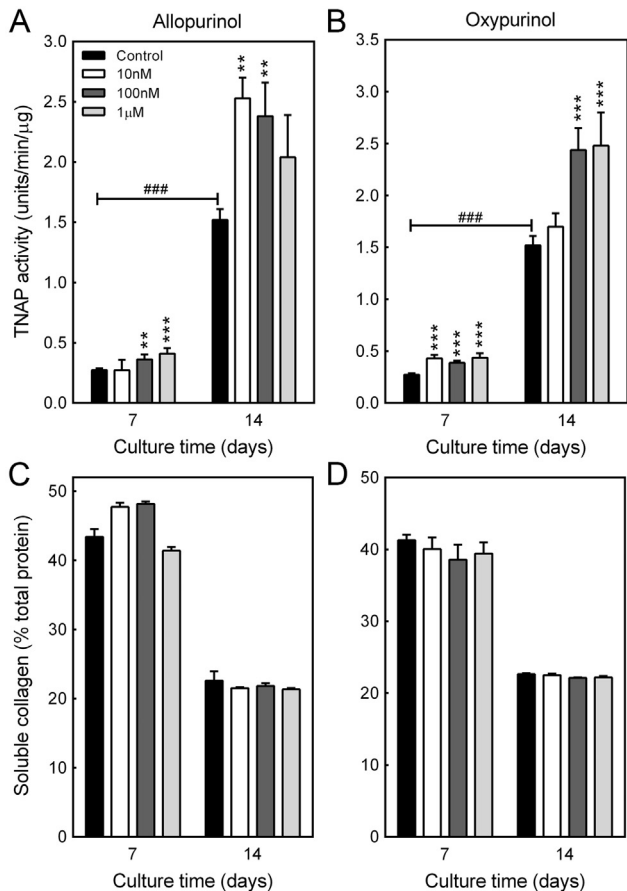 A
Allopurinol
3.0
2.5
2.0
1.5
1.0
0.5
0.0
TNAP activity (units/min/μg)
Control
10nM
100nM
1μM
###
**
***
**
**
7
14
Culture time (days)
B
Oxypurinol
3.5
3.0
2.5
2.0
1.5
1.0
0.5
0.0
###
***
***
***
***
***
7
14
Culture time (days)
C
50
40
30
20
10
0
Soluble collagen (% total protein)
7
14
Culture time (days)
D
50
40
30
20
10
0
7
14
Culture time (days)